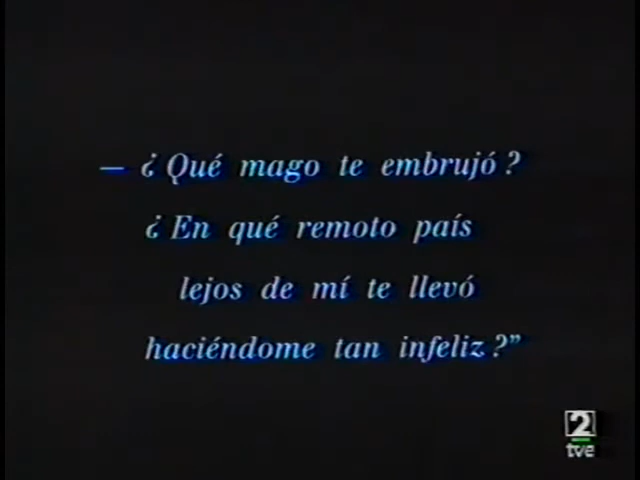 — ¿Qué mago te embrujó?
¿En qué remoto país
lejos de mí te llevó
haciéndome tan infeliz?”
2
tve